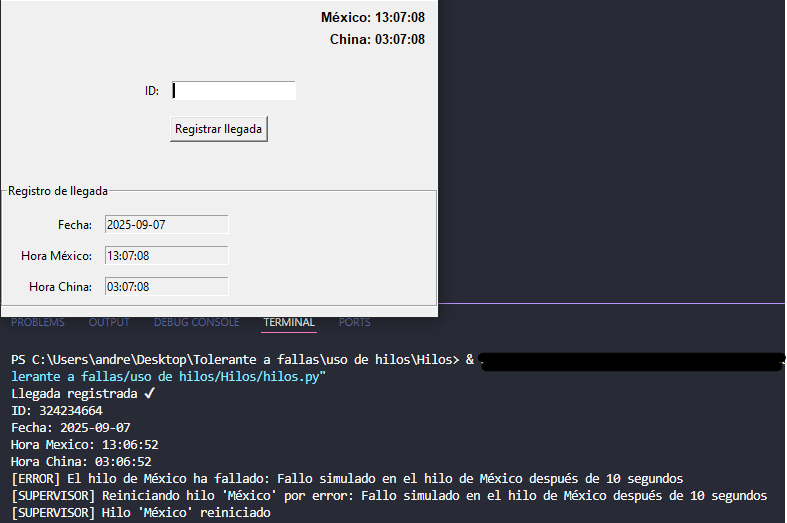 México: 13:07:08
China: 03:07:08
ID:
Registrar llegada
Registro de llegada
Fecha: 2025-09-07
Hora México: 13:07:08
Hora China: 03:07:08
PROBLEMS OUTPUT DEBUG CONSOLE TERMINAL PORTS
PS C:\Users\andre\Desktop\Tolerante a fallas\uso de hilos\Hilos> &
lerante a fallas/uso de hilos/Hilos/hilos.py"
Llegada registrada ✓
ID: 324234664
Fecha: 2025-09-07
Hora Mexico: 13:06:52
Hora China: 03:06:52
[ERROR] El hilo de México ha fallado: Fallo simulado en el hilo de México después de 10 segundos
[SUPERVISOR] Reiniciando hilo 'México' por error: Fallo simulado en el hilo de México después de 10 segundos
[SUPERVISOR] Hilo 'México' reiniciado